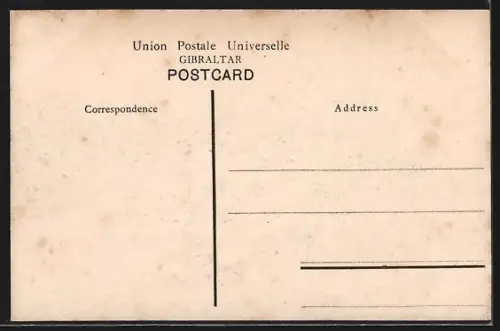 Union Postale Universelle
GIBRALTAR
POSTCARD
Correspondence
Address